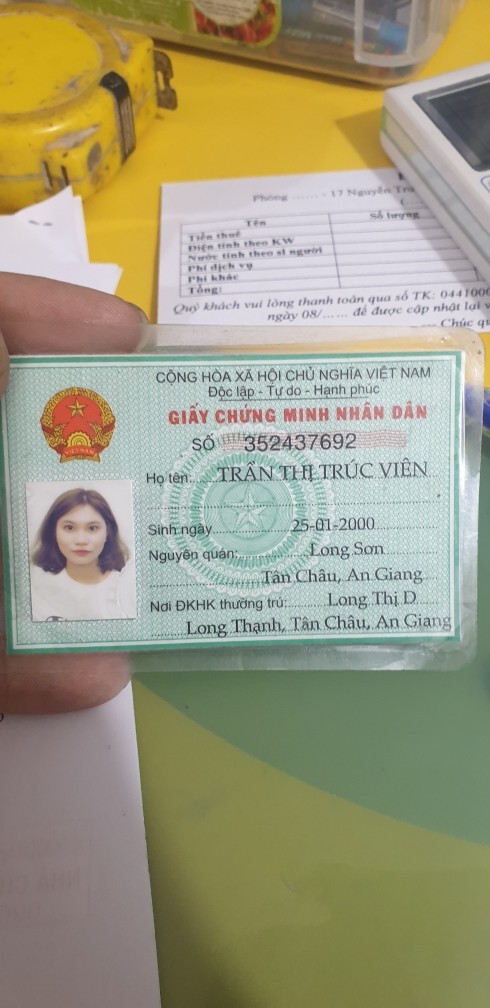 Phòng ...... - 17 Nguyễn
Tên Số lượng
Tiền thuê
Điện tính theo KW
Nước tính theo sl người
Phí dịch vụ
Phí khác
Tổng:
Quý khách vui lòng thanh toán qua số TK: 044100
ngày 08/...... để được cập nhật lại
Chúc
CỘNG HÒA XÃ HỘI CHỦ NGHĨA VIỆT NAM
Độc lập - Tự do - Hạnh phúc
GIẤY CHỨNG MINH NHÂN DÂN
SỐ 352437692
Họ tên: TRẦN THỊ TRÚC VIÊN
Sinh ngày 25-01-2000
Nguyên quán: Long Sơn
Tân Châu, An Giang
Nơi ĐKHK thường trú: Long Thị D
Long Thạnh, Tân Châu, An Giang
VIỆT NAM